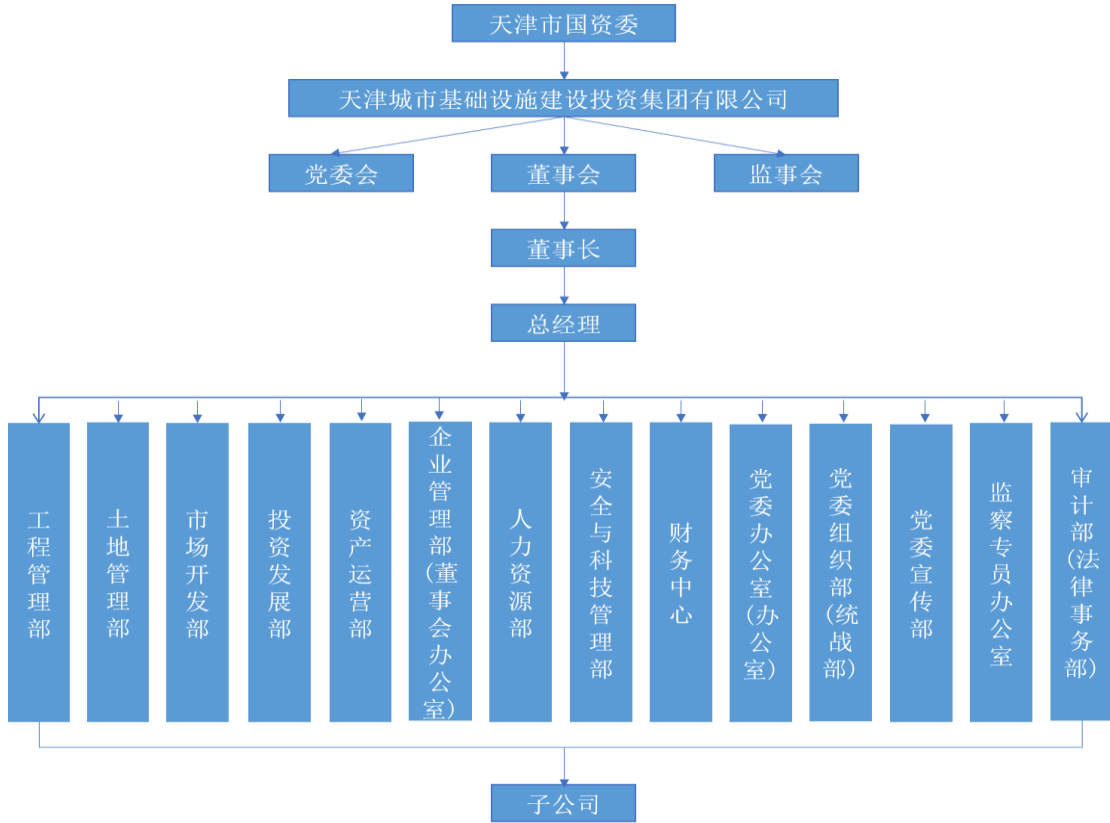 天津市国资委
天津城市基础设施建设投资集团有限公司
党委会
董事会
监事会
董事长
总经理
工程管理部
土地管理部
市场开发部
投资发展部
资产运营部
企业管理部(董事会办公室)
人力资源部
安全与科技管理部
财务中心
党委办公室(办公室)
党委组织部(统战部)
党委宣传部
监察专员办公室
审计部(法律事务部)
子公司